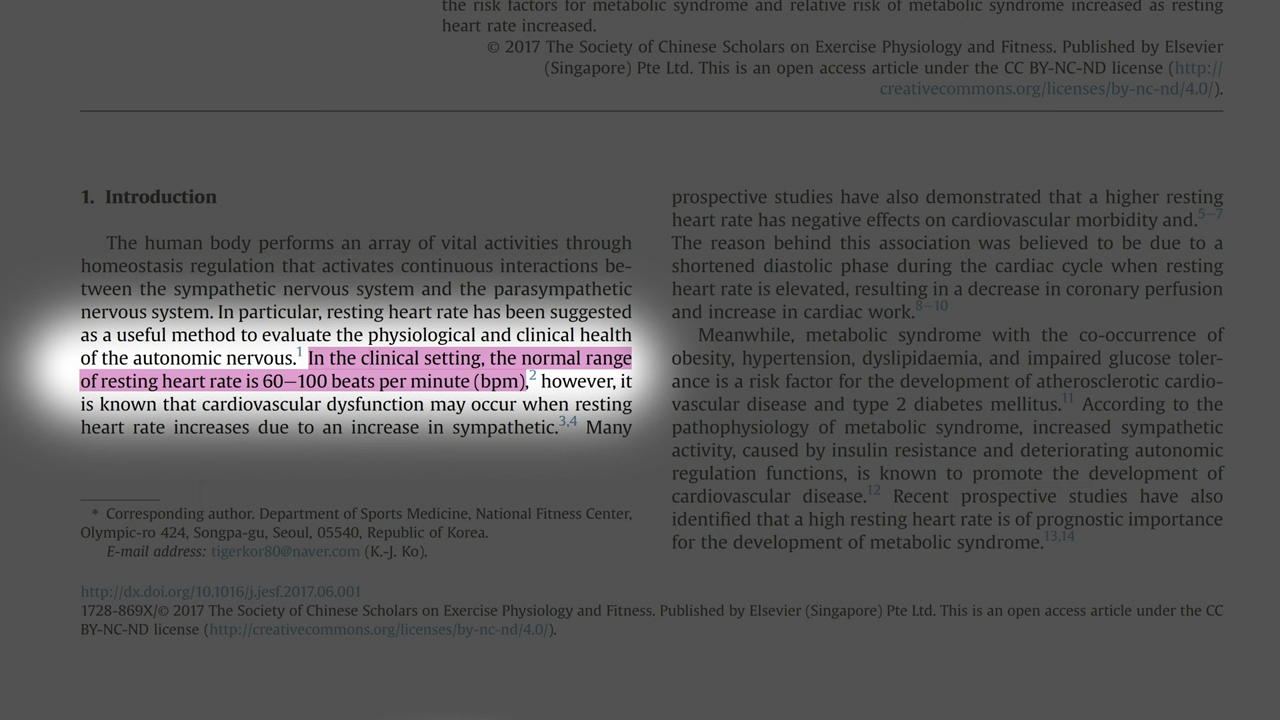 the risk factors for metabolic syndrome and relative risk of metabolic syndrome increased as resting
heart rate increased.
© 2017 The Society of Chinese Scholars on Exercise Physiology and Fitness. Published by Elsevier
(Singapore) Pte Ltd. This is an open access article under the CC BY-NC-ND license (http://
creativecommons.org/licenses/by-nc-nd/4.0/).
1. Introduction
The human body performs an array of vital activities through
homeostasis regulation that activates continuous interactions be-
tween the sympathetic nervous system and the parasympathetic
nervous system. In particular, resting heart rate has been suggested
as a useful method to evaluate the physiological and clinical health
of the autonomic nervous.1 In the clinical setting, the normal range
of resting heart rate is 60–100 beats per minute (bpm),2 however, it
is known that cardiovascular dysfunction may occur when resting
heart rate increases due to an increase in sympathetic.3,4 Many
* Corresponding author. Department of Sports Medicine, National Fitness Center,
Olympic-ro 424, Songpa-gu, Seoul, 05540, Republic of Korea.
E-mail address: tigerkor80@naver.com (K.-J. Ko).
prospective studies have also demonstrated that a higher resting
heart rate has negative effects on cardiovascular morbidity and.5–7
The reason behind this association was believed to be due to a
shortened diastolic phase during the cardiac cycle when resting
heart rate is elevated, resulting in a decrease in coronary perfusion
and increase in cardiac work.8–10
Meanwhile, metabolic syndrome with the co-occurrence of
obesity, hypertension, dyslipidaemia, and impaired glucose toler-
ance is a risk factor for the development of atherosclerotic cardio-
vascular disease and type 2 diabetes mellitus.11 According to the
pathophysiology of metabolic syndrome, increased sympathetic
activity, caused by insulin resistance and deteriorating autonomic
regulation functions, is known to promote the development of
cardiovascular disease.12 Recent prospective studies have also
identified that a high resting heart rate is of prognostic importance
for the development of metabolic syndrome.13,14
http://dx.doi.org/10.1016/j.jesf.2017.06.001
1728-869X/© 2017 The Society of Chinese Scholars on Exercise Physiology and Fitness. Published by Elsevier (Singapore) Pte Ltd. This is an open access article under the CC
BY-NC-ND license (http://creativecommons.org/licenses/by-nc-nd/4.0/).